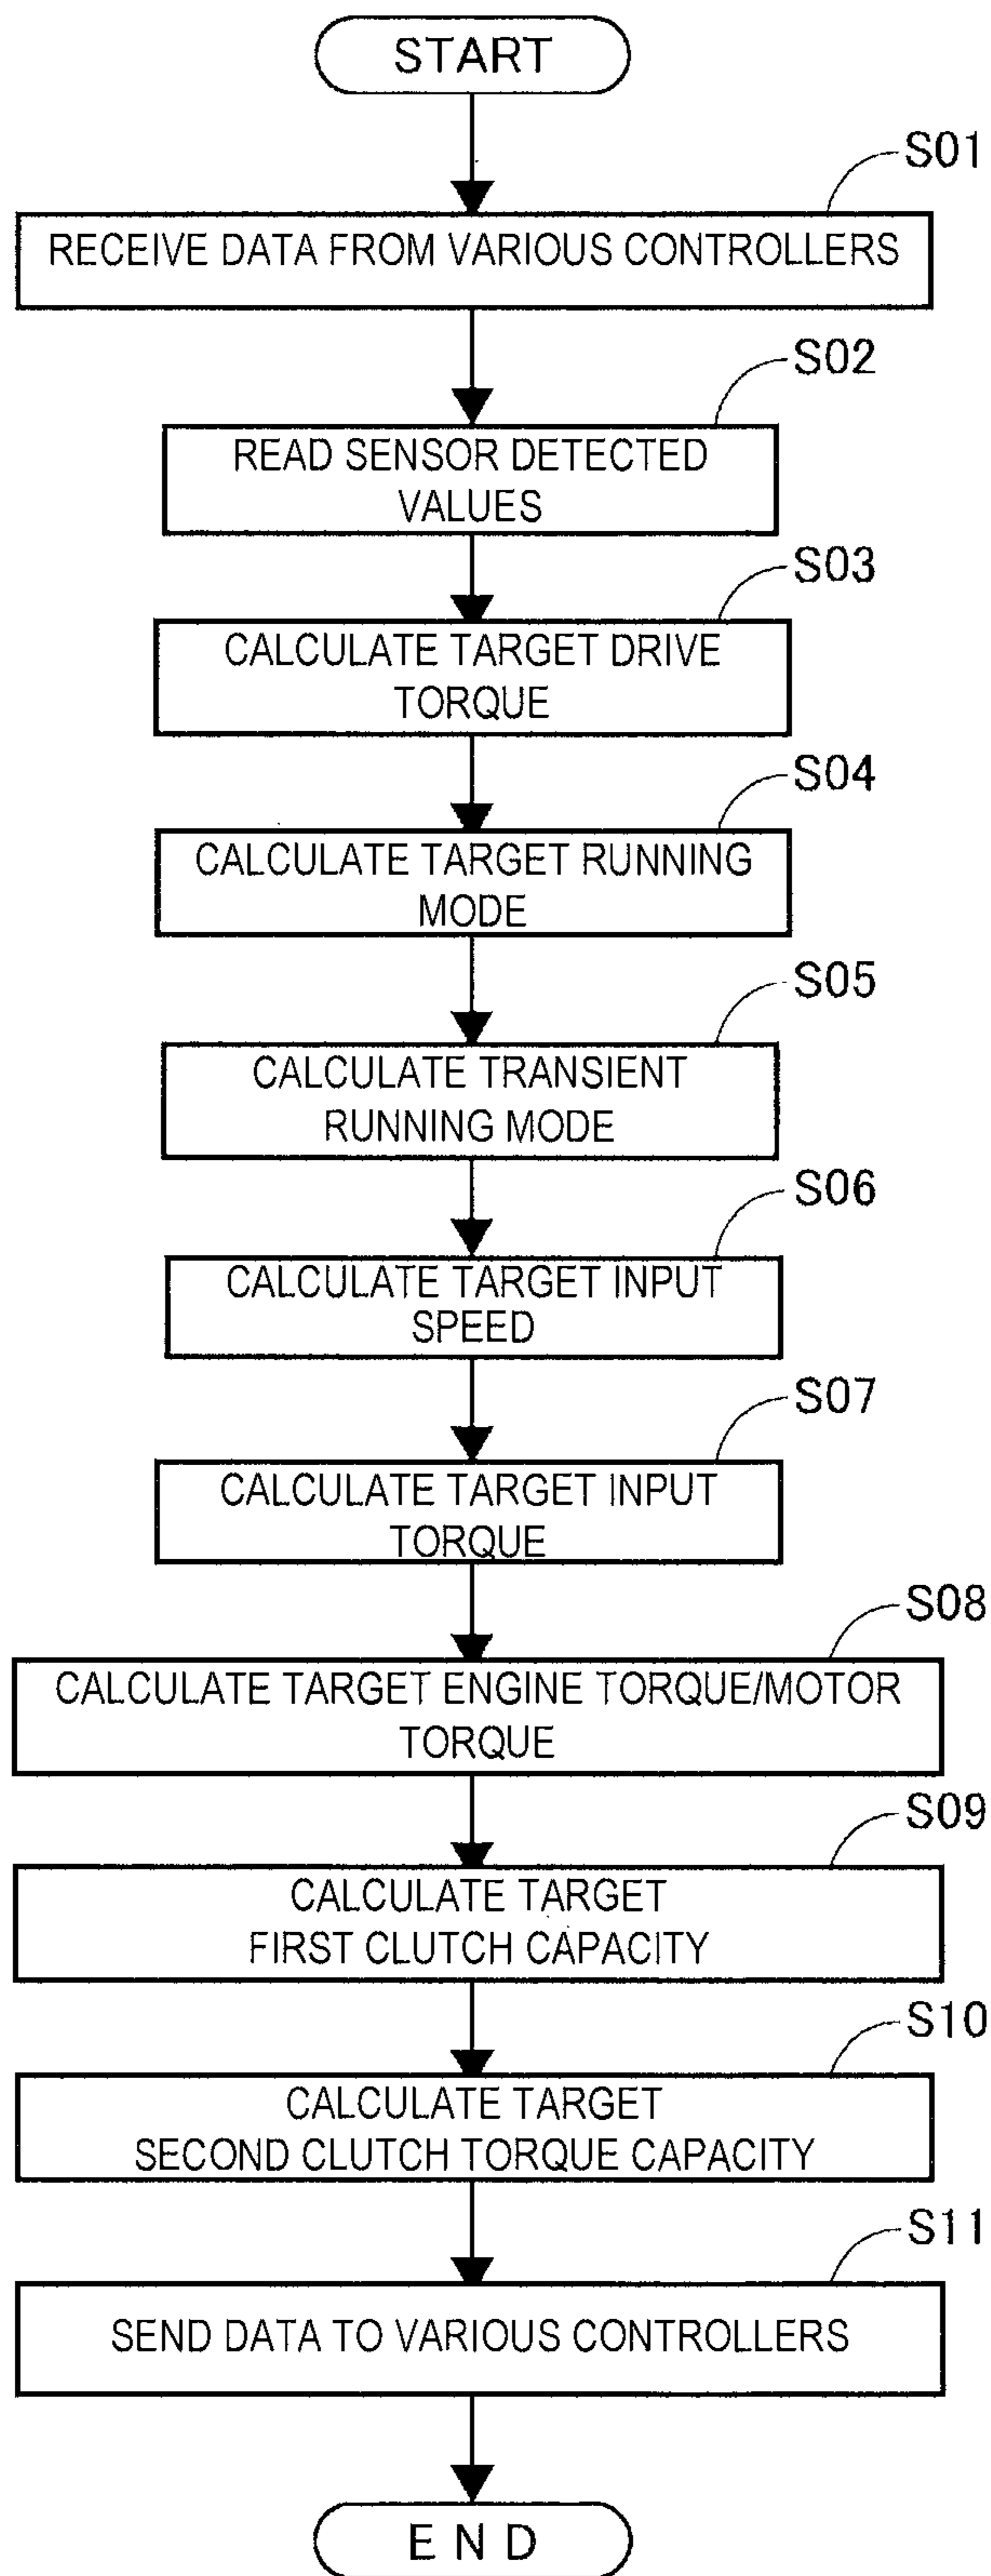 START
S01
RECEIVE DATA FROM VARIOUS CONTROLLERS
S02
READ SENSOR DETECTED
VALUES
S03
CALCULATE TARGET DRIVE
TORQUE
S04
CALCULATE TARGET RUNNING
MODE
S05
CALCULATE TRANSIENT
RUNNING MODE
S06
CALCULATE TARGET INPUT
SPEED
S07
CALCULATE TARGET INPUT
TORQUE
S08
CALCULATE TARGET ENGINE TORQUE/MOTOR
TORQUE
S09
CALCULATE TARGET
FIRST CLUTCH CAPACITY
S10
CALCULATE TARGET
SECOND CLUTCH TORQUE CAPACITY
S11
SEND DATA TO VARIOUS CONTROLLERS
END